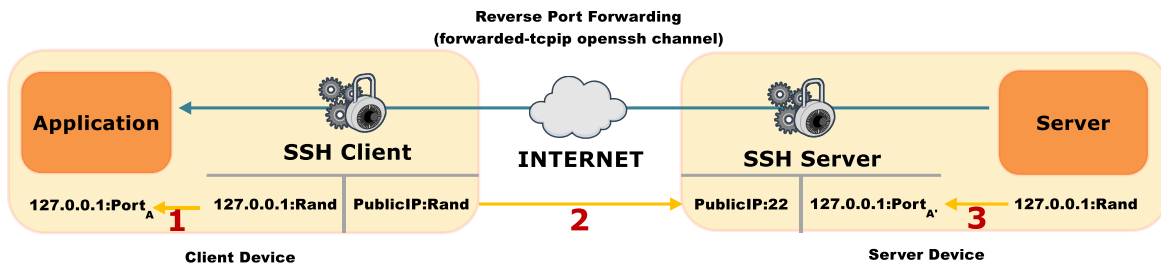 Reverse Port Forwarding
(forwarded-tcpip openssh channel)
Application
SSH Client
INTERNET
SSH Server
Server
127.0.0.1:PortA
1
127.0.0.1:Rand
PublicIP:Rand
2
PublicIP:22
127.0.0.1:PortA'
3
127.0.0.1:Rand
Client Device
Server Device